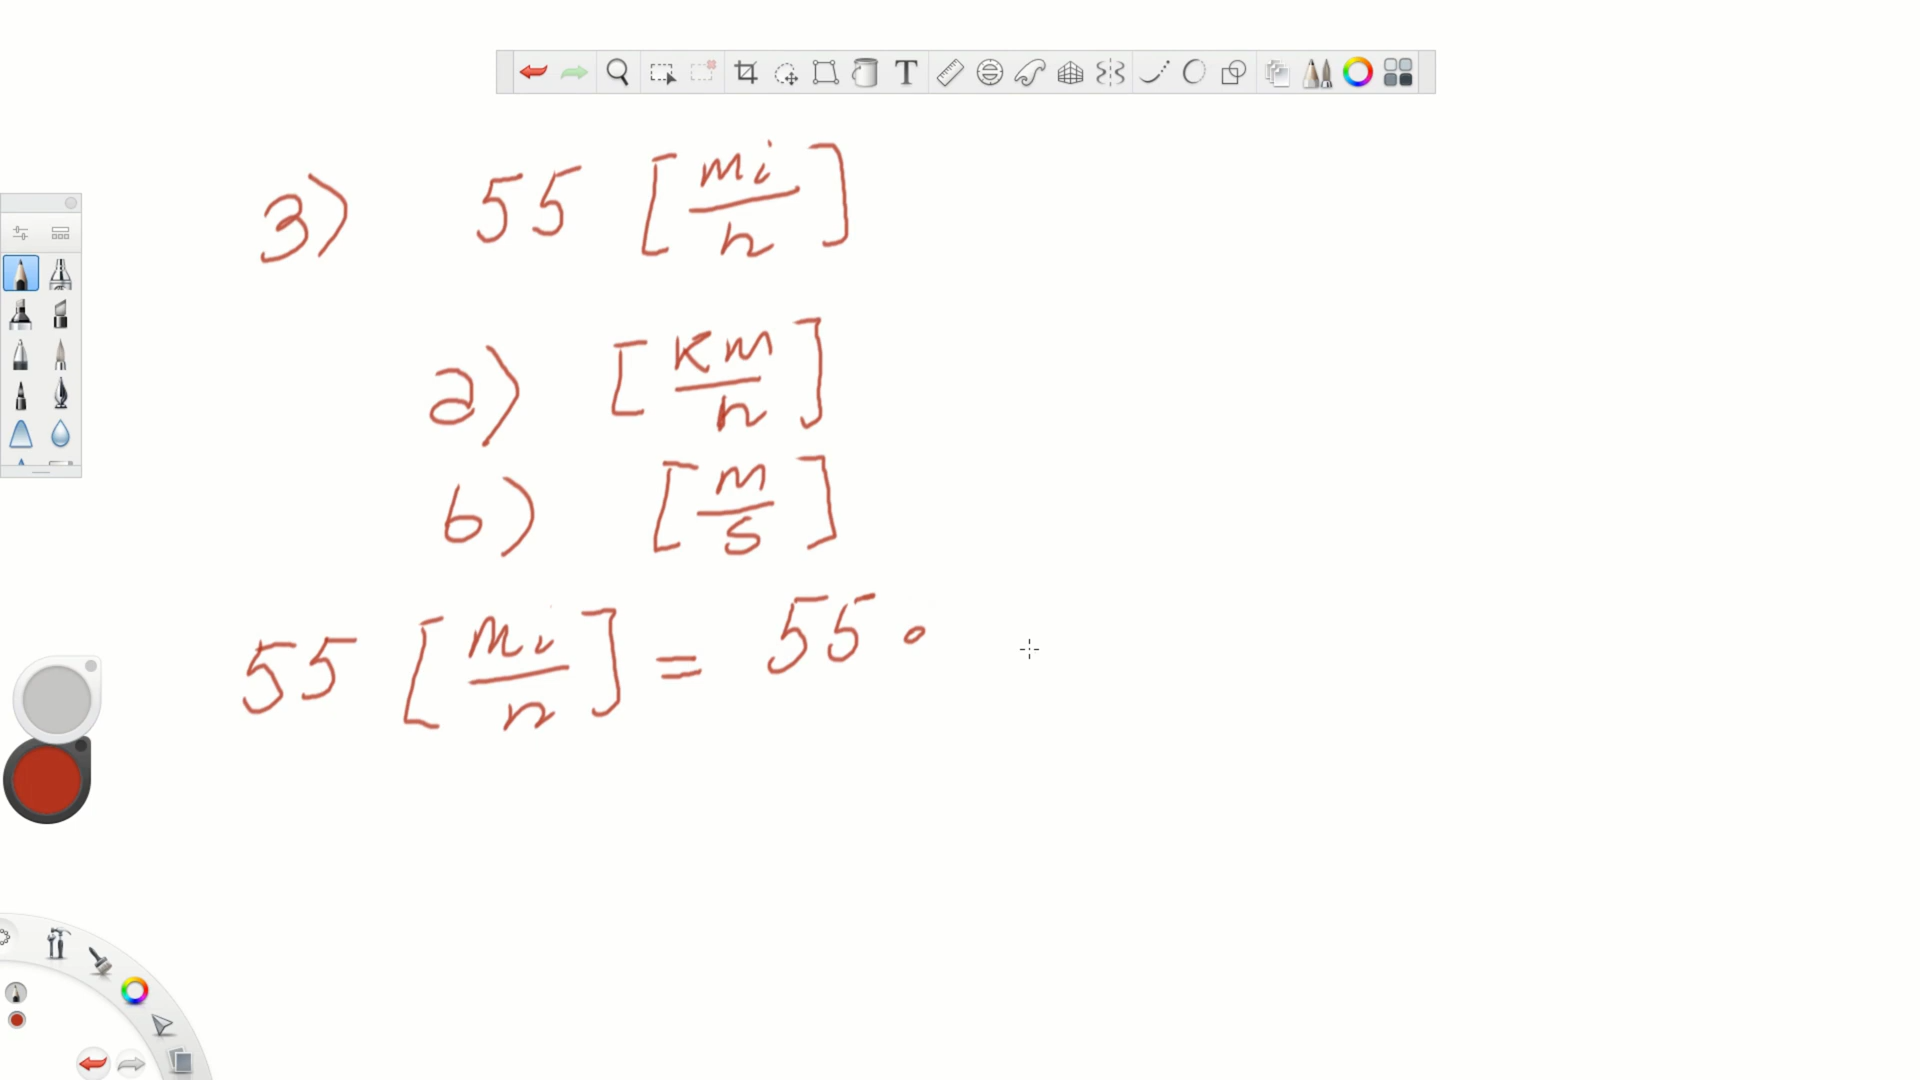 3) 55 [mi/h]
a) [km/h]
b) [m/s]
55 [mi/h] = 55 ·